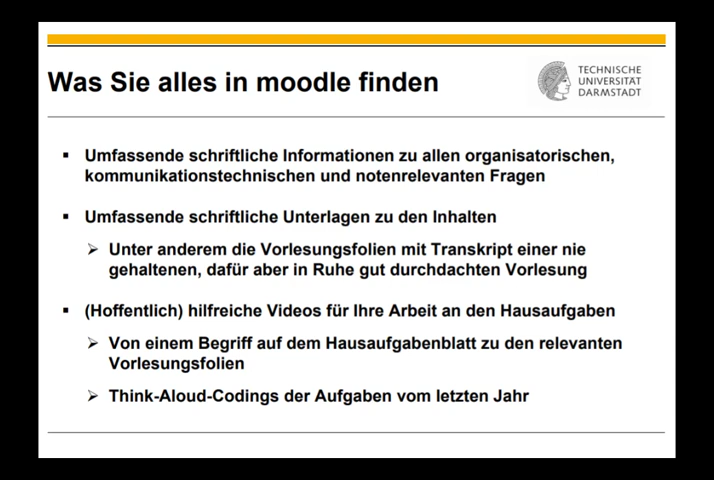 Was Sie alles in moodle finden
TECHNISCHE
UNIVERSITÄT
DARMSTADT
▪ Umfassende schriftliche Informationen zu allen organisatorischen,
kommunikationstechnischen und notenrelevanten Fragen
▪ Umfassende schriftliche Unterlagen zu den Inhalten
➢ Unter anderem die Vorlesungsfolien mit Transkript einer nie
gehaltenen, dafür aber in Ruhe gut durchdachten Vorlesung
▪ (Hoffentlich) hilfreiche Videos für Ihre Arbeit an den Hausaufgaben
➢ Von einem Begriff auf dem Hausaufgabenblatt zu den relevanten
Vorlesungsfolien
➢ Think-Aloud-Codings der Aufgaben vom letzten Jahr